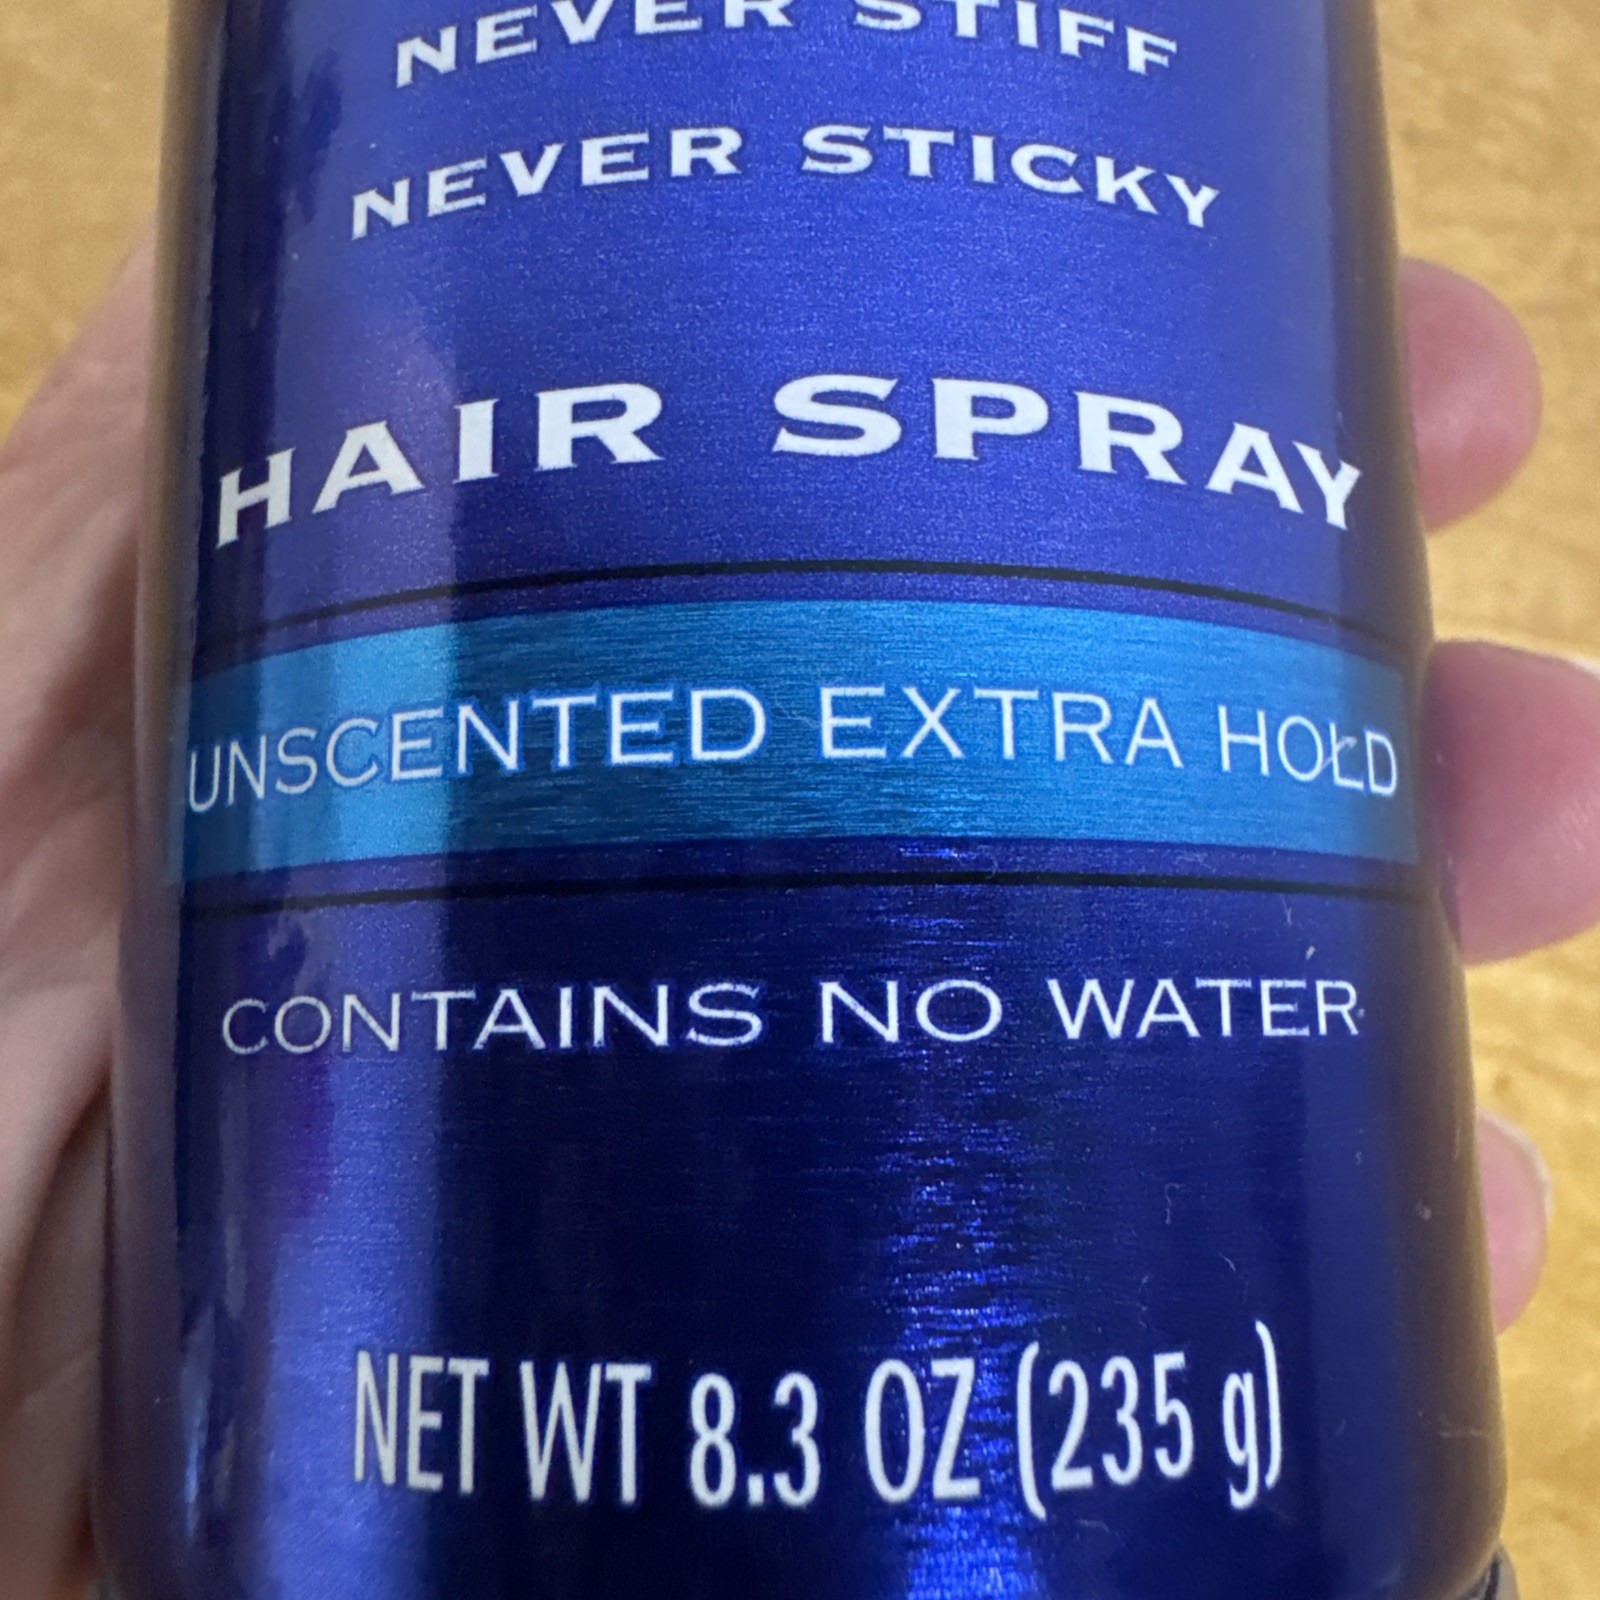 NEVER STIFF
NEVER STICKY
HAIR SPRAY
UNSCENTED EXTRA HOLD
CONTAINS NO WATER
NET WT 8.3 OZ (235 g)